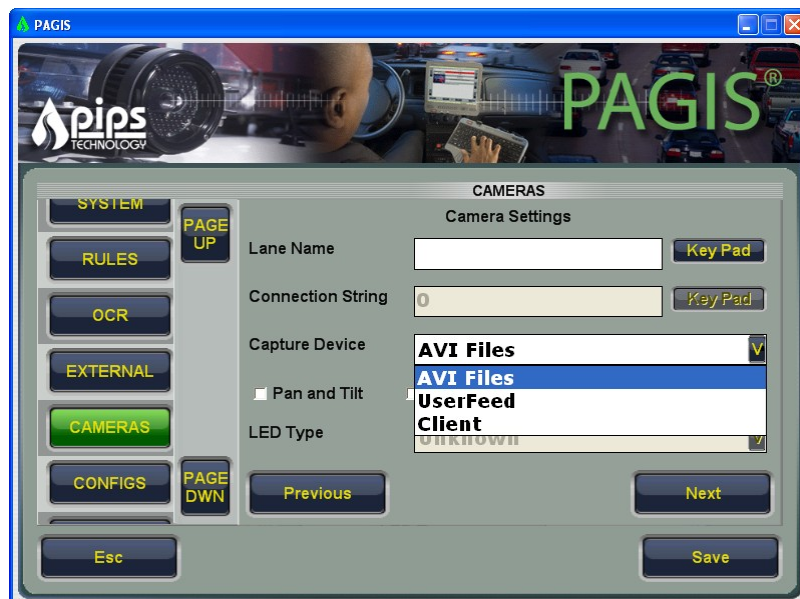 PAGIS
pips
TECHNOLOGY
PAGIS®
CAMERAS
Camera Settings
SYSTEM
RULES
OCR
EXTERNAL
CAMERAS
CONFIGS
PAGE
UP
PAGE
DWN
Lane Name
Key Pad
Connection String
0
Key Pad
Capture Device
AVI Files
V
AVI Files
UserFeed
Client
Pan and Tilt
LED Type
Unknown
V
Previous
Next
Esc
Save